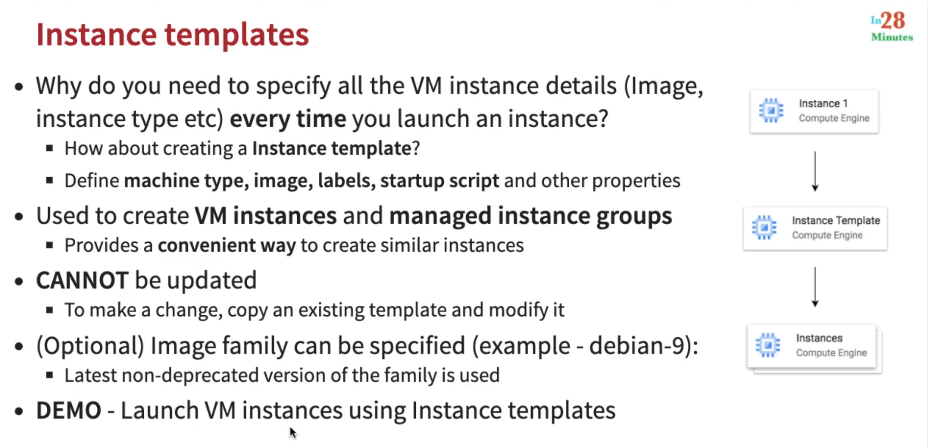 Instance templates
In28
Minutes
• Why do you need to specify all the VM instance details (Image,
instance type etc) every time you launch an instance?
▪ How about creating a Instance template?
▪ Define machine type, image, labels, startup script and other properties
• Used to create VM instances and managed instance groups
▪ Provides a convenient way to create similar instances
• CANNOT be updated
▪ To make a change, copy an existing template and modify it
• (Optional) Image family can be specified (example - debian-9):
▪ Latest non-deprecated version of the family is used
• DEMO - Launch VM instances using Instance templates
Instance 1
Compute Engine
Instance Template
Compute Engine
Instances
Compute Engine